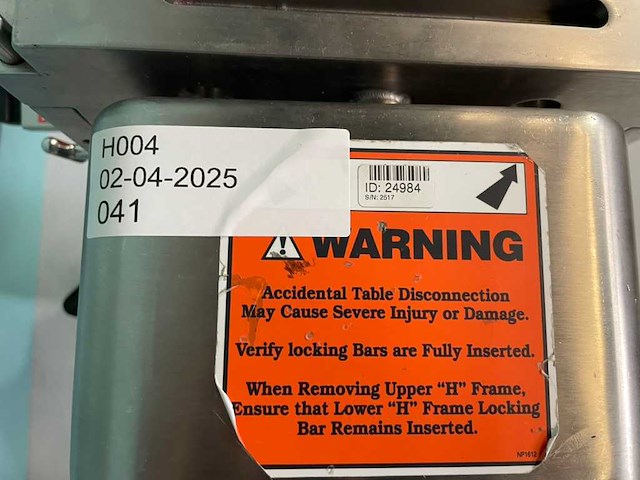 H004
02-04-2025
041
ID: 24984
S/N: 2517
WARNING
Accidental Table Disconnection
May Cause Severe Injury or Damage.
Verify locking Bars are Fully Inserted.
When Removing Upper “H” Frame,
Ensure that Lower “H” Frame Locking
Bar Remains Inserted.
NP1612